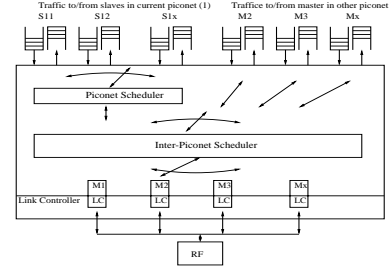 Traffic to/from slaves in current piconet (1) Traffice to/from master in other piconet
S11 S12 S1x M2 M3 Mx
Piconet Scheduler
Inter-Piconet Scheduler
M1 M2 M3 Mx
Link Controller LC LC LC LC
RF